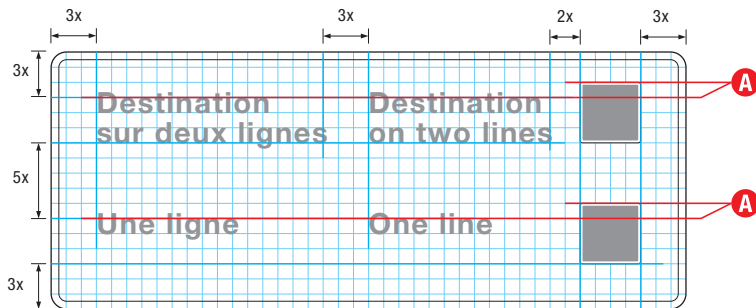 3x 3x 2x 3x
3x
A
Destination Destination
sur deux lignes on two lines
5x
A
Une ligne One line
3x